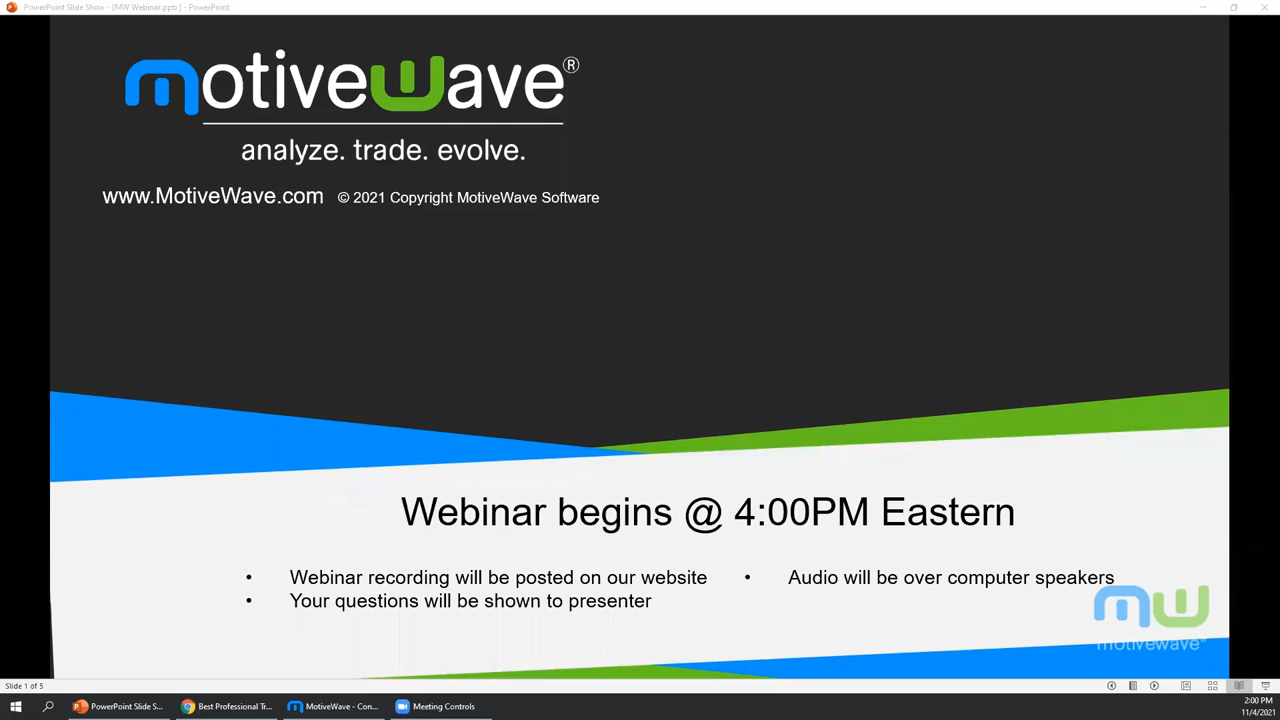 PowerPoint Slide Show - [MW Webinar.pptx] - PowerPoint
motivewave®
analyze. trade. evolve.
www.MotiveWave.com © 2021 Copyright MotiveWave Software
Webinar begins @ 4:00PM Eastern
• Webinar recording will be posted on our website
• Your questions will be shown to presenter
• Audio will be over computer speakers
mw
motivewave®
Slide 1 of 5
PowerPoint Slide S...
Best Professional Tr...
MotiveWave - Con...
Meeting Controls
2:00 PM
11/4/2021